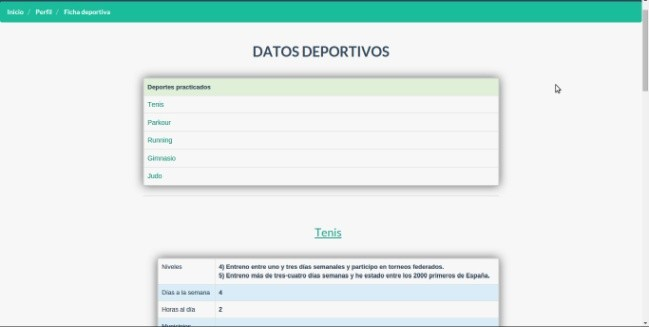 Inicio / Perfil / Ficha deportiva
DATOS DEPORTIVOS
Deportes practicados
Tenis
Parkour
Running
Gimnasio
Judo
Tenis
Niveles
4) Entreno entre uno y tres días semanales y participo en torneos federados.
5) Entreno más de tres-cuatro días semanas y he estado entre los 2000 primeros de España.
Días a la semana 4
Horas al día 2
Municipios